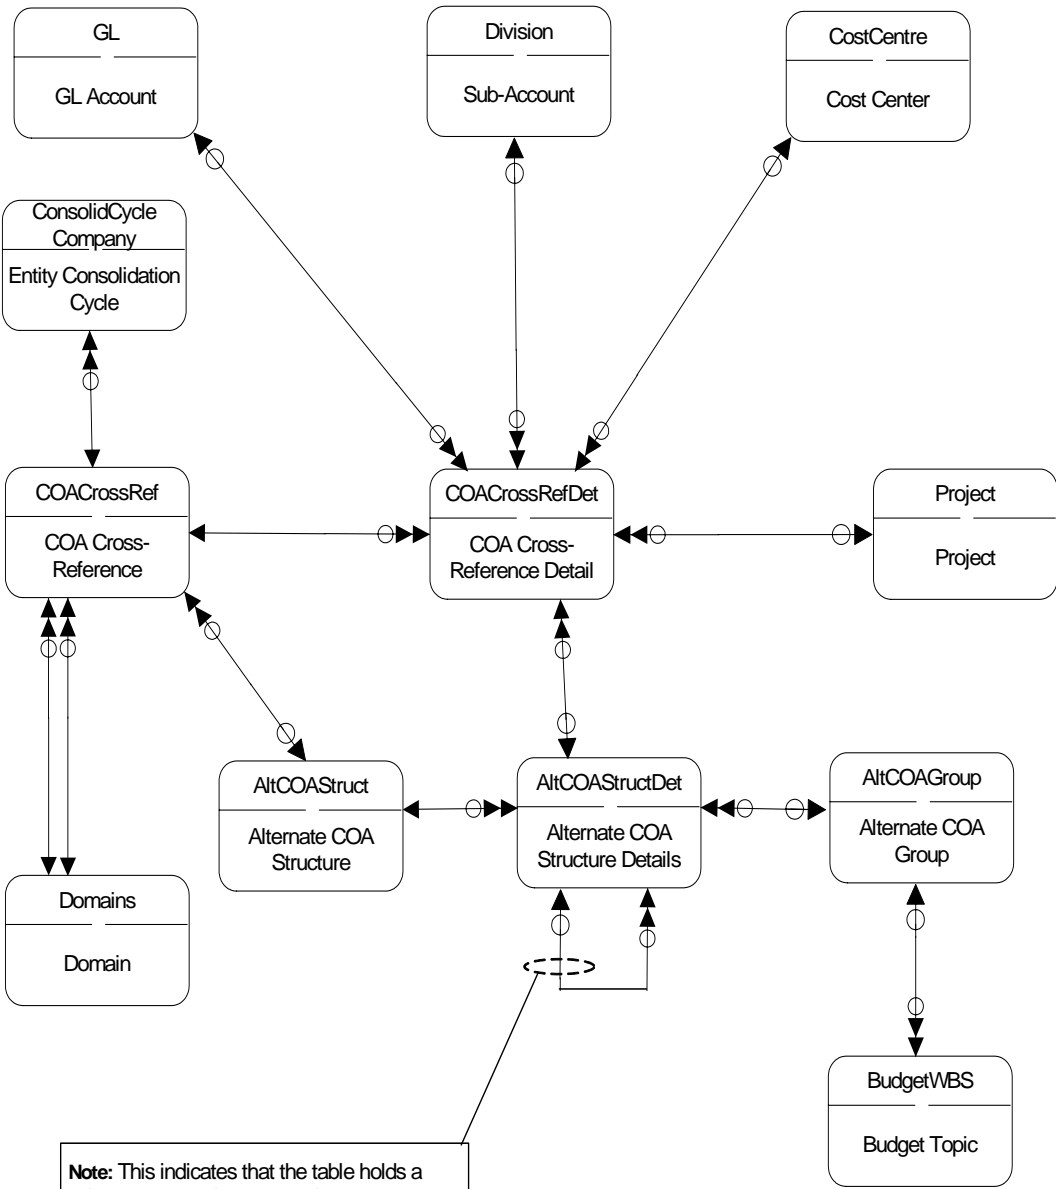 GL
GL Account
Division
Sub-Account
CostCentre
Cost Center
ConsolidCycle
Company
Entity Consolidation
Cycle
COACrossRef
COA Cross-
Reference
COACrossRefDet
COA Cross-
Reference Detail
Project
Project
AltCOAStruct
Alternate COA
Structure
AltCOAStructDet
Alternate COA
Structure Details
AltCOAGroup
Alternate COA
Group
Domains
Domain
BudgetWBS
Budget Topic
Note: This indicates that the table holds a